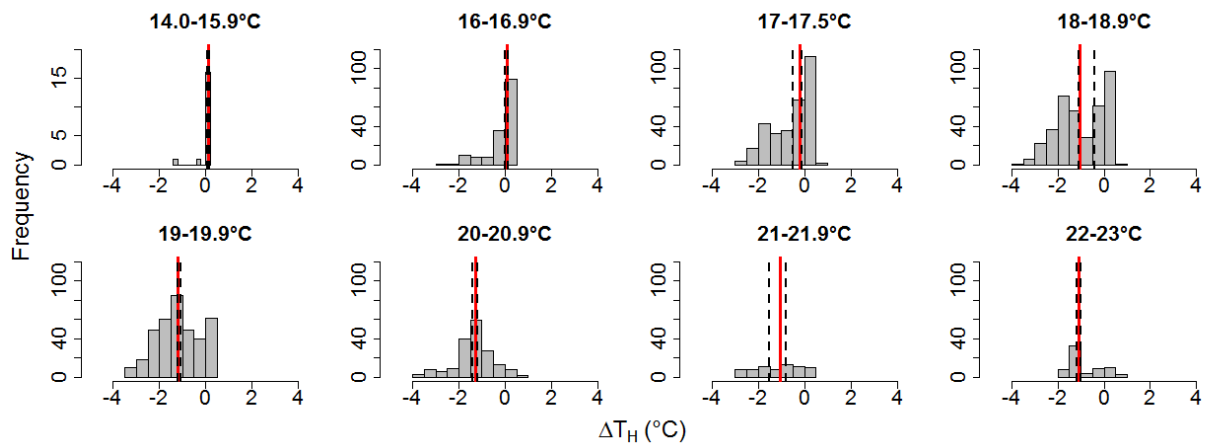 14.0-15.9°C 16-16.9°C 17-17.5°C 18-18.9°C
15 100 100 100
5 40 40 40
0 0 0 0
-4 -2 0 2 4 -4 -2 0 2 4 -4 -2 0 2 4 -4 -2 0 2 4
Frequency
19-19.9°C 20-20.9°C 21-21.9°C 22-23°C
100 100 100 100
40 40 40 40
0 0 0 0
-4 -2 0 2 4 -4 -2 0 2 4 -4 -2 0 2 4 -4 -2 0 2 4
ΔT_H (°C)